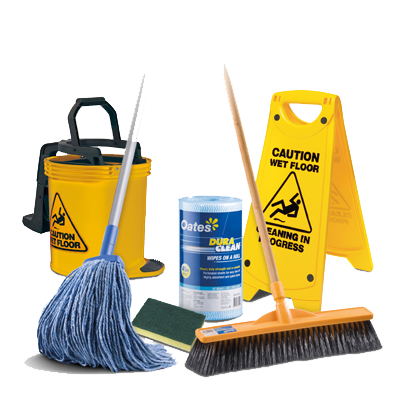 CAUTION
WET FLOOR
Oates
DURA
CLEAN
WIPES ON A ROLL
CAUTION
WET FLOOR
CLEANING IN
PROGRESS